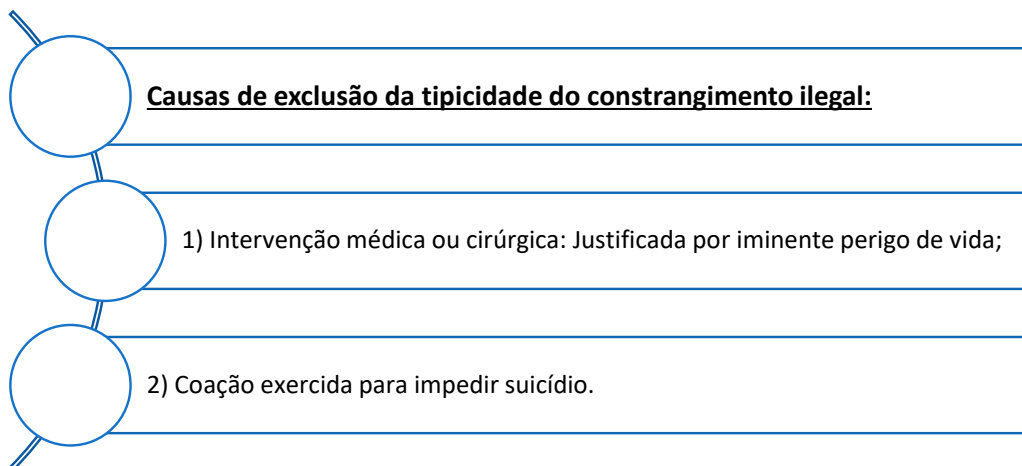 Causas de exclusão da tipicidade do constrangimento ilegal:
1) Intervenção médica ou cirúrgica: Justificada por iminente perigo de vida;
2) Coação exercida para impedir suicídio.